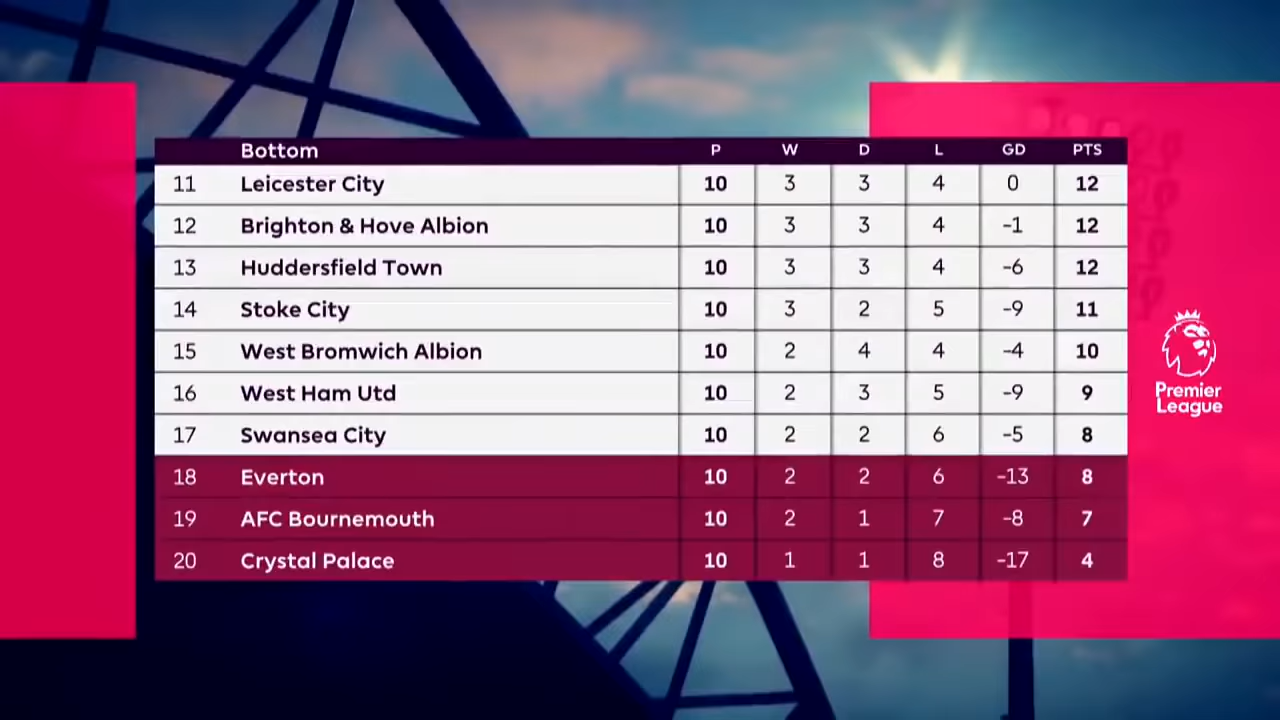 Bottom P W D L GD PTS
11 Leicester City 10 3 3 4 0 12
12 Brighton & Hove Albion 10 3 3 4 -1 12
13 Huddersfield Town 10 3 3 4 -6 12
14 Stoke City 10 3 2 5 -9 11
15 West Bromwich Albion 10 2 4 4 -4 10
16 West Ham Utd 10 2 3 5 -9 9
17 Swansea City 10 2 2 6 -5 8
18 Everton 10 2 2 6 -13 8
19 AFC Bournemouth 10 2 1 7 -8 7
20 Crystal Palace 10 1 1 8 -17 4
Premier
League